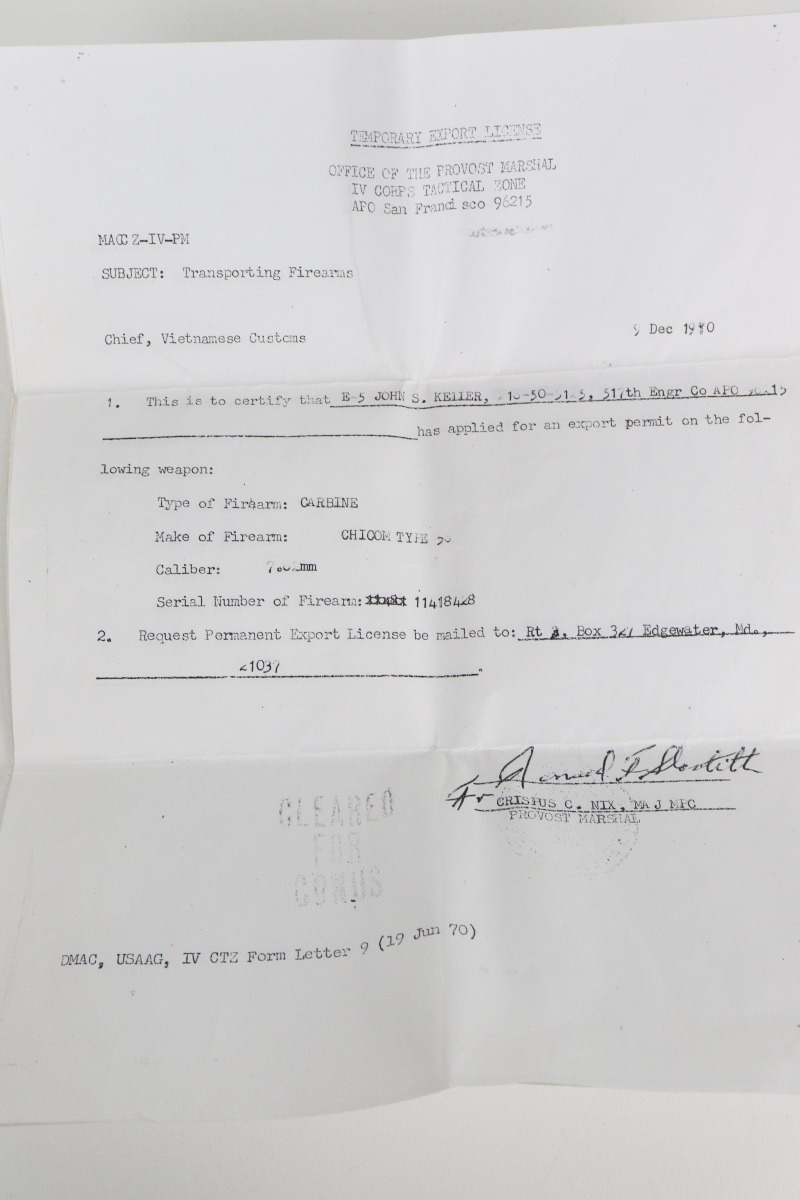 TEMPORARY EXPORT LICENSE
OFFICE OF THE PROVOST MARSHAL
IV CORPS TACTICAL ZONE
APO San Francisco 96215
MACCZ-IV-PM
SUBJECT: Transporting Firearms
Dec 1970
Chief, Vietnamese Customs
1. This is to certify that E-5 JOHN S. KELLER, 517th Engr Co APO
has applied for an export permit on the fol-
lowing weapon:
Type of Firearm: CARBINE
Make of Firearm: CHICOM TYPE
Caliber: mm
Serial Number of Firearm: 11418428
2. Request Permanent Export License be mailed to: Rt Box Edgewater, Md.,
21037.
For
CRISPUS C. NIX, MAJ MPC
PROVOST MARSHAL
CLEARED
FOR
CONUS
DMAC, USAAG, IV CTZ Form Letter 9 (19 Jun 70)